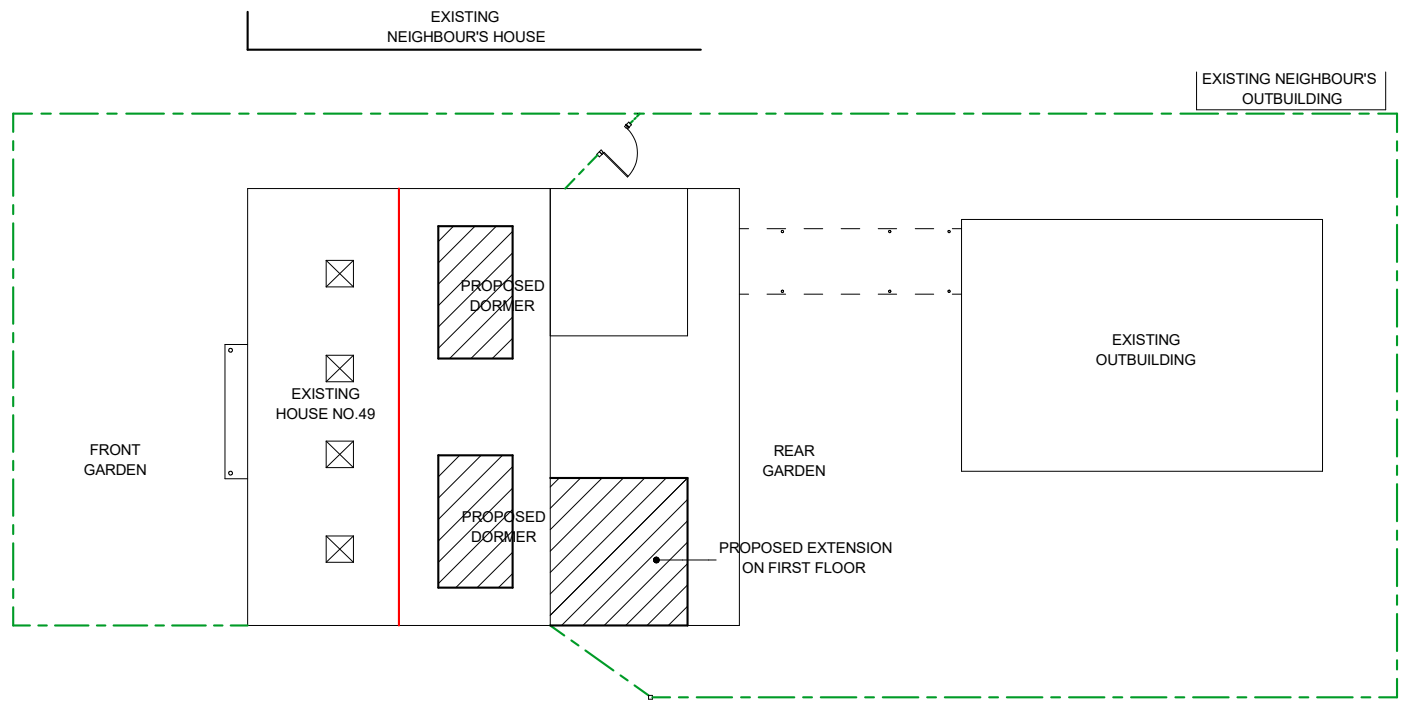 EXISTING
NEIGHBOUR'S HOUSE
EXISTING NEIGHBOUR'S
OUTBUILDING
PROPOSED
DORMER
EXISTING
OUTBUILDING
EXISTING
HOUSE NO.49
FRONT
GARDEN
REAR
GARDEN
PROPOSED
DORMER
PROPOSED EXTENSION
ON FIRST FLOOR